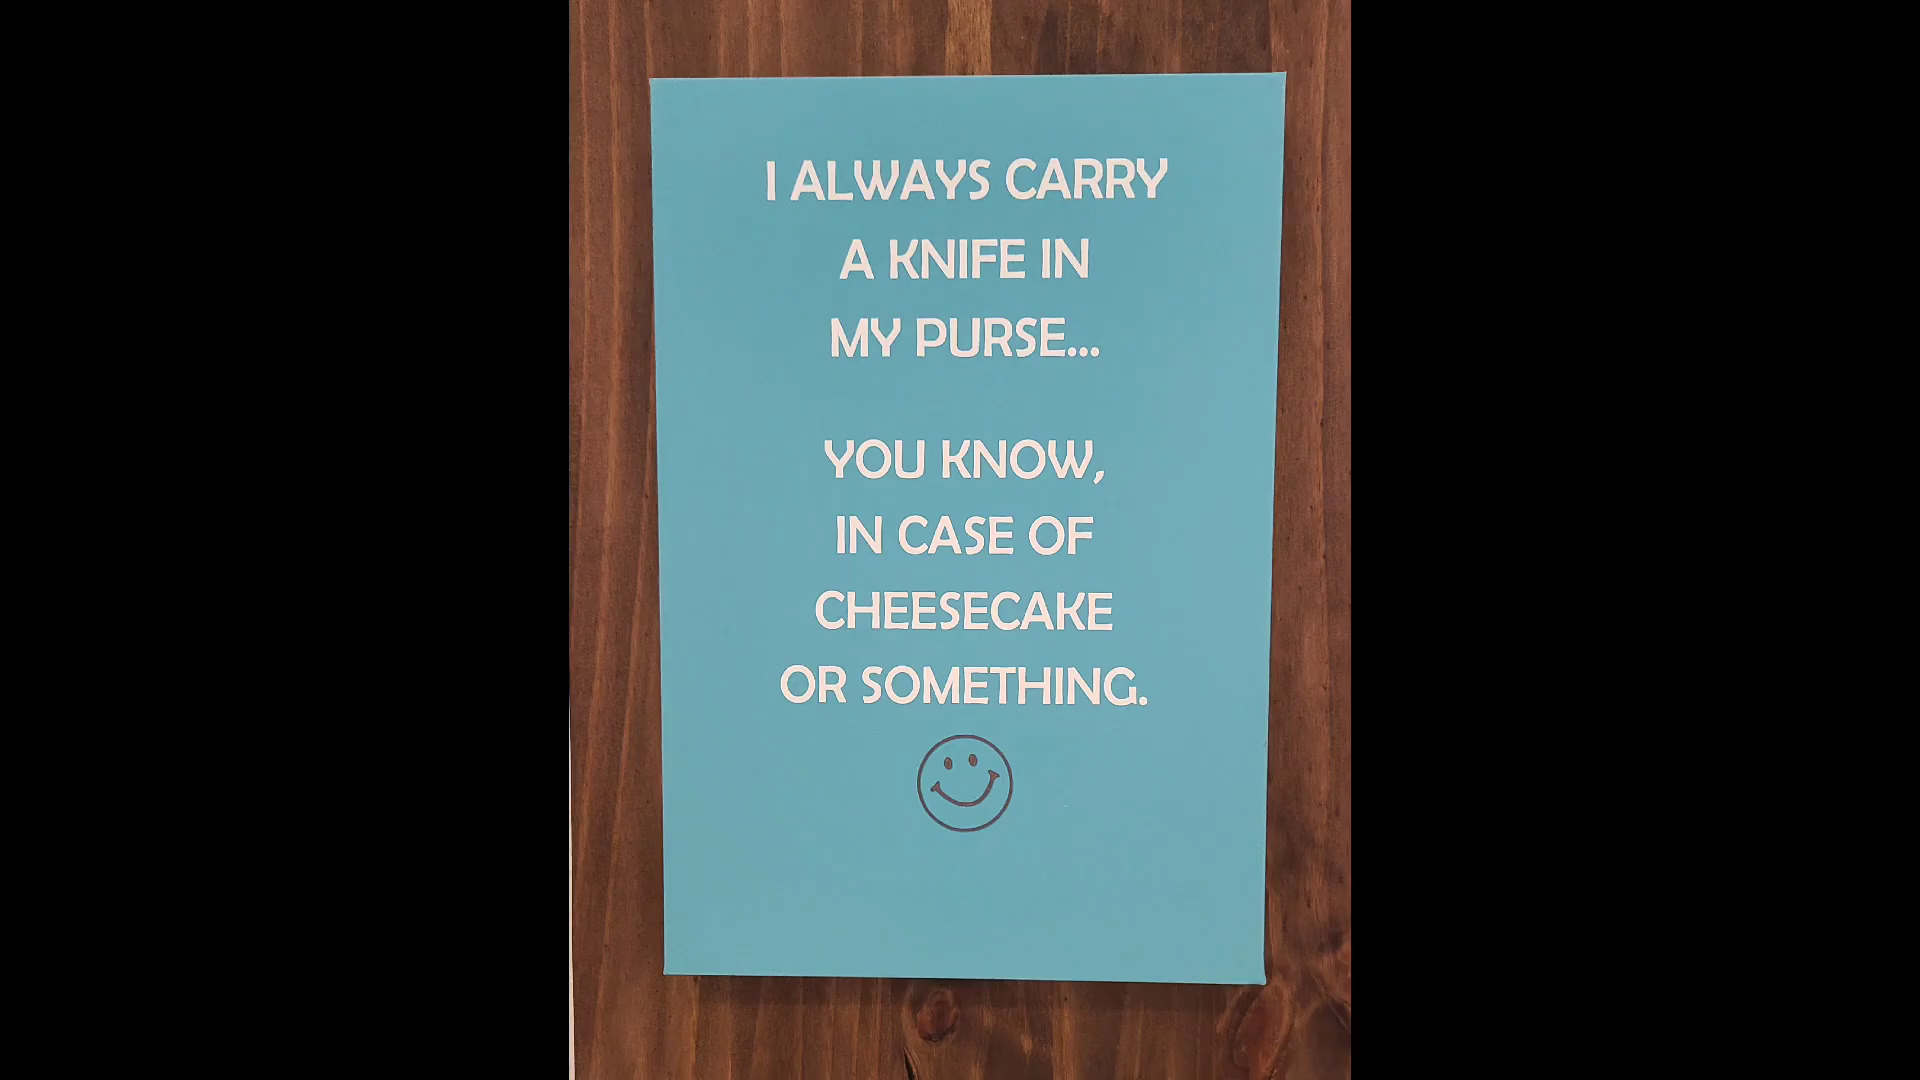 I ALWAYS CARRY
A KNIFE IN
MY PURSE...
YOU KNOW,
IN CASE OF
CHEESECAKE
OR SOMETHING.